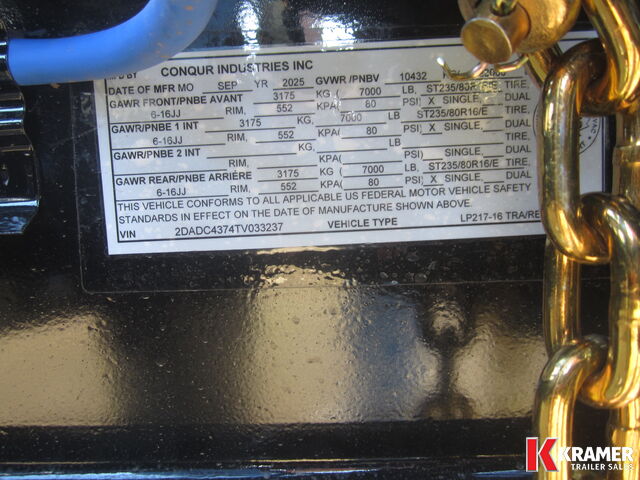 MFD BY CONQUR INDUSTRIES INC
DATE OF MFR MO SEP YR 2025 GVWR/PNBV 10432
GAWR FRONT/PNBE AVANT 3175 KG ( 7000 LB ST235/80R16/E TIRE,
6-16JJ RIM, 552 KPA( 80 PSI) X SINGLE, DUAL
GAWR/PNBE 1 INT 3175 KG ( 7000 LB ST235/80R16/E TIRE,
6-16JJ RIM, 552 KPA( 80 PSI) X SINGLE, DUAL
GAWR/PNBE 2 INT KG ( LB TIRE,
RIM, KPA( PSI) SINGLE, DUAL
GAWR REAR/PNBE ARRIÈRE 3175 KG ( 7000 LB ST235/80R16/E TIRE,
6-16JJ RIM, 552 KPA( 80 PSI) X SINGLE, DUAL
THIS VEHICLE CONFORMS TO ALL APPLICABLE US FEDERAL MOTOR VEHICLE SAFETY
STANDARDS IN EFFECT ON THE DATE OF MANUFACTURE SHOWN ABOVE.
VIN 2DADC4374TV033237 VEHICLE TYPE LP217-16 TRA/RE
K KRAMER
TRAILER SALES